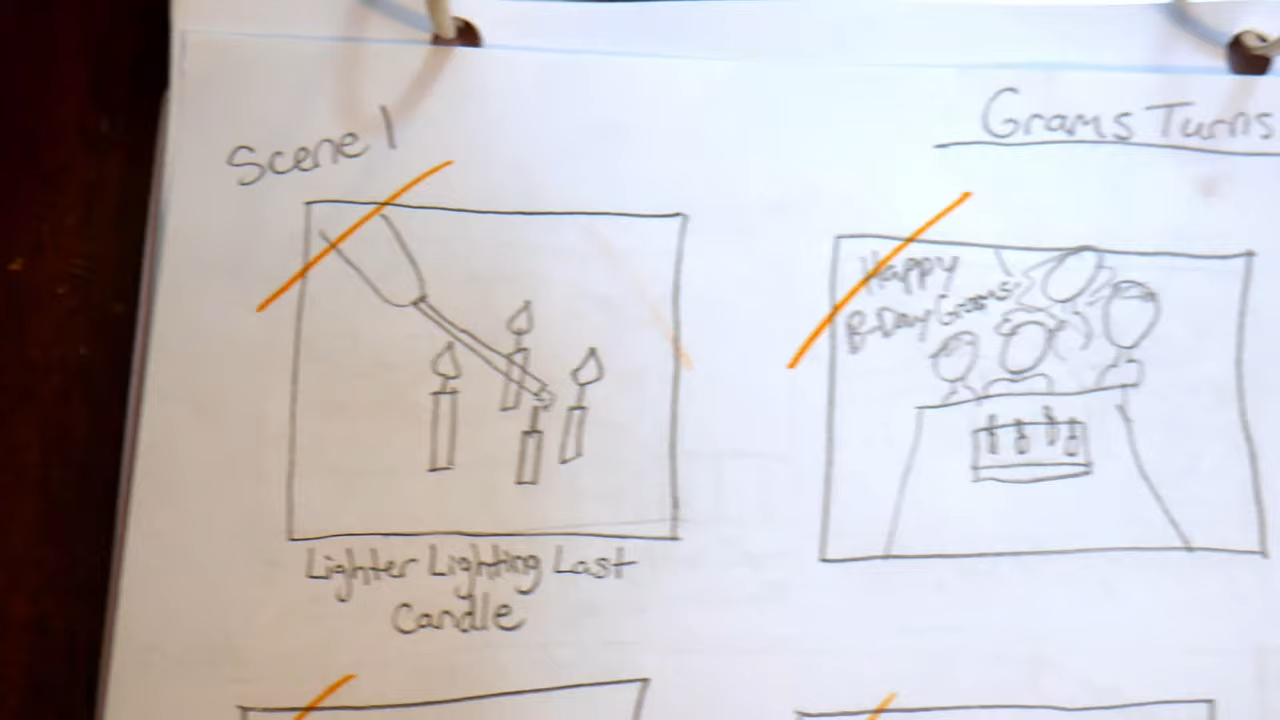 Scene 1
Grams Turns
Happy
B-Day Grams
Lighter Lighting Last
Candle